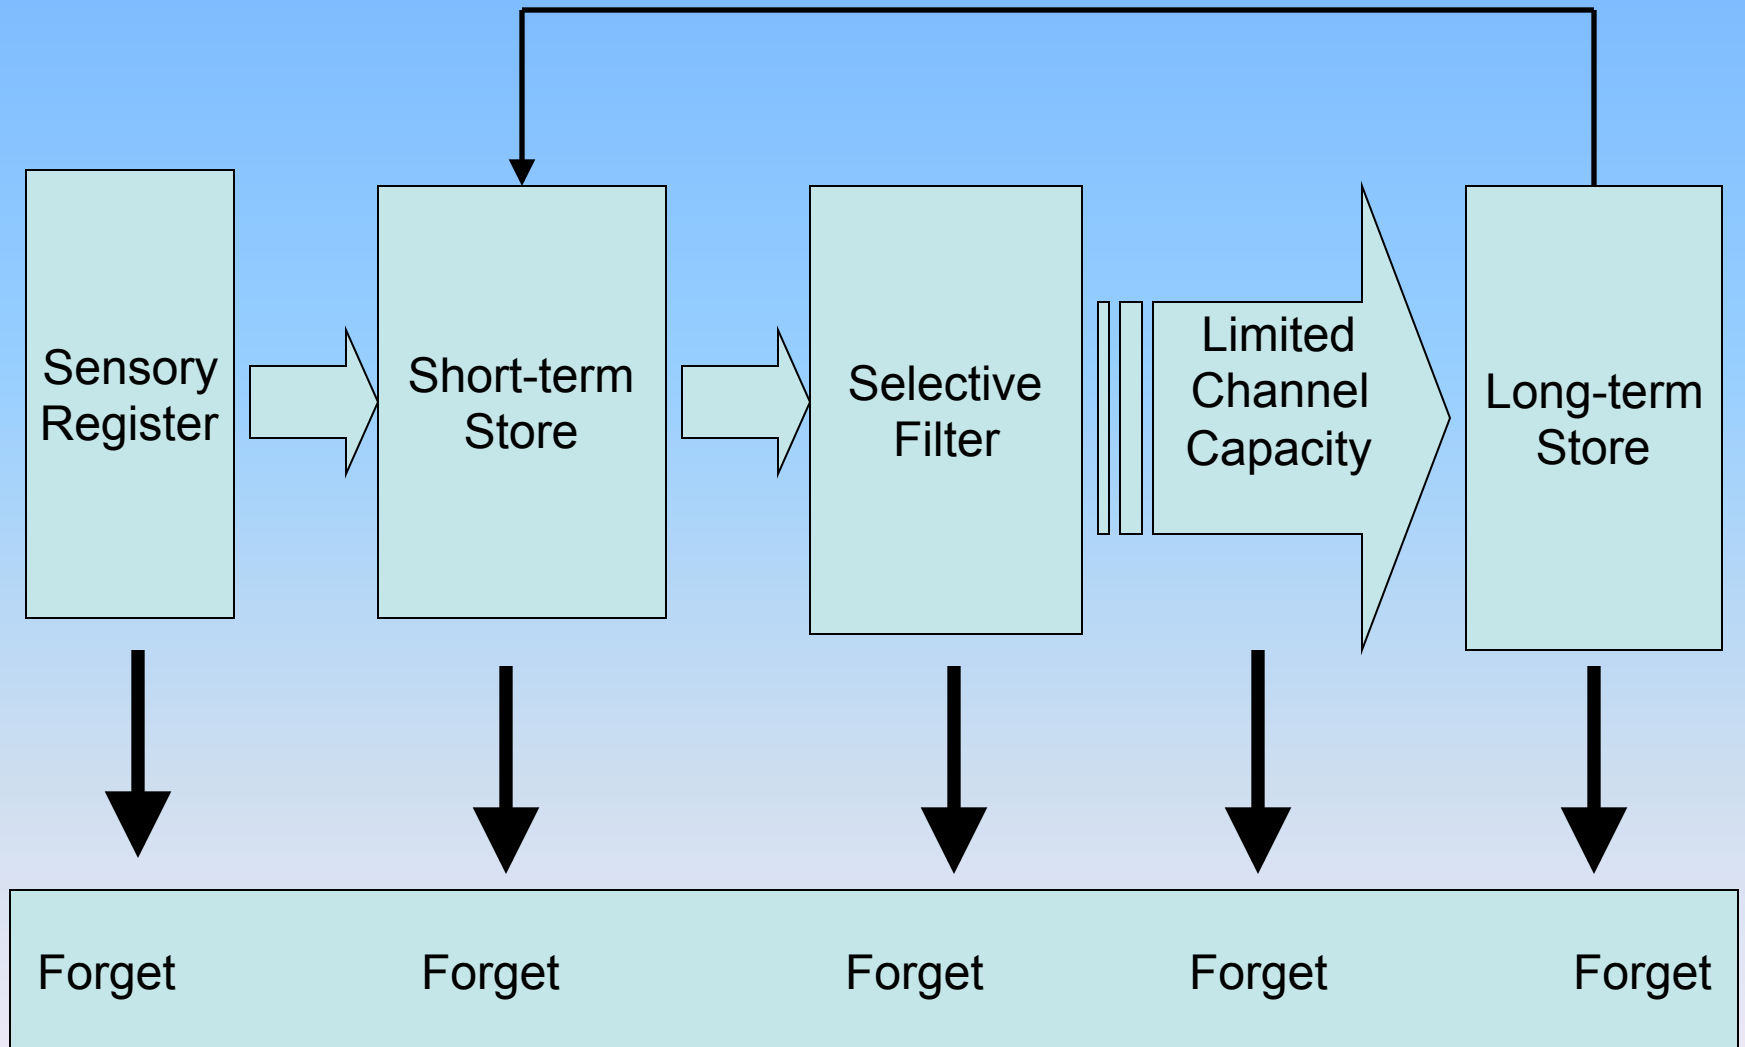 Sensory
Register
Short-term
Store
Selective
Filter
Limited
Channel
Capacity
Long-term
Store
Forget
Forget
Forget
Forget
Forget